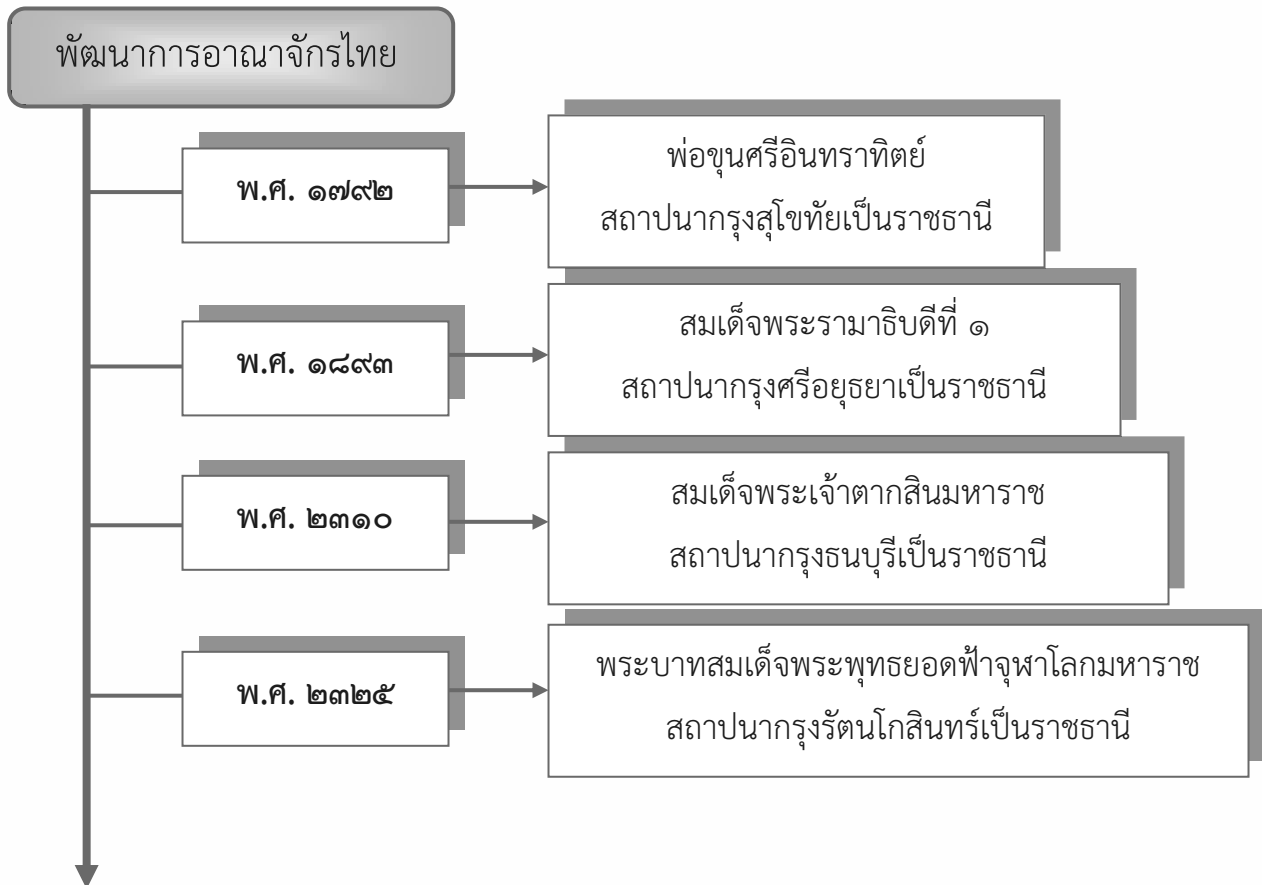 พัฒนาการอาณาจักรไทย
พ.ศ. ๑๗๙๒
พ่อขุนศรีอินทราทิตย์
สถาปนากรุงสุโขทัยเป็นราชธานี
พ.ศ. ๑๘๙๓
สมเด็จพระรามาธิบดีที่ ๑
สถาปนากรุงศรีอยุธยาเป็นราชธานี
พ.ศ. ๒๓๑๐
สมเด็จพระเจ้าตากสินมหาราช
สถาปนากรุงธนบุรีเป็นราชธานี
พ.ศ. ๒๓๒๕
พระบาทสมเด็จพระพุทธยอดฟ้าจุฬาโลกมหาราช
สถาปนากรุงรัตนโกสินทร์เป็นราชธานี